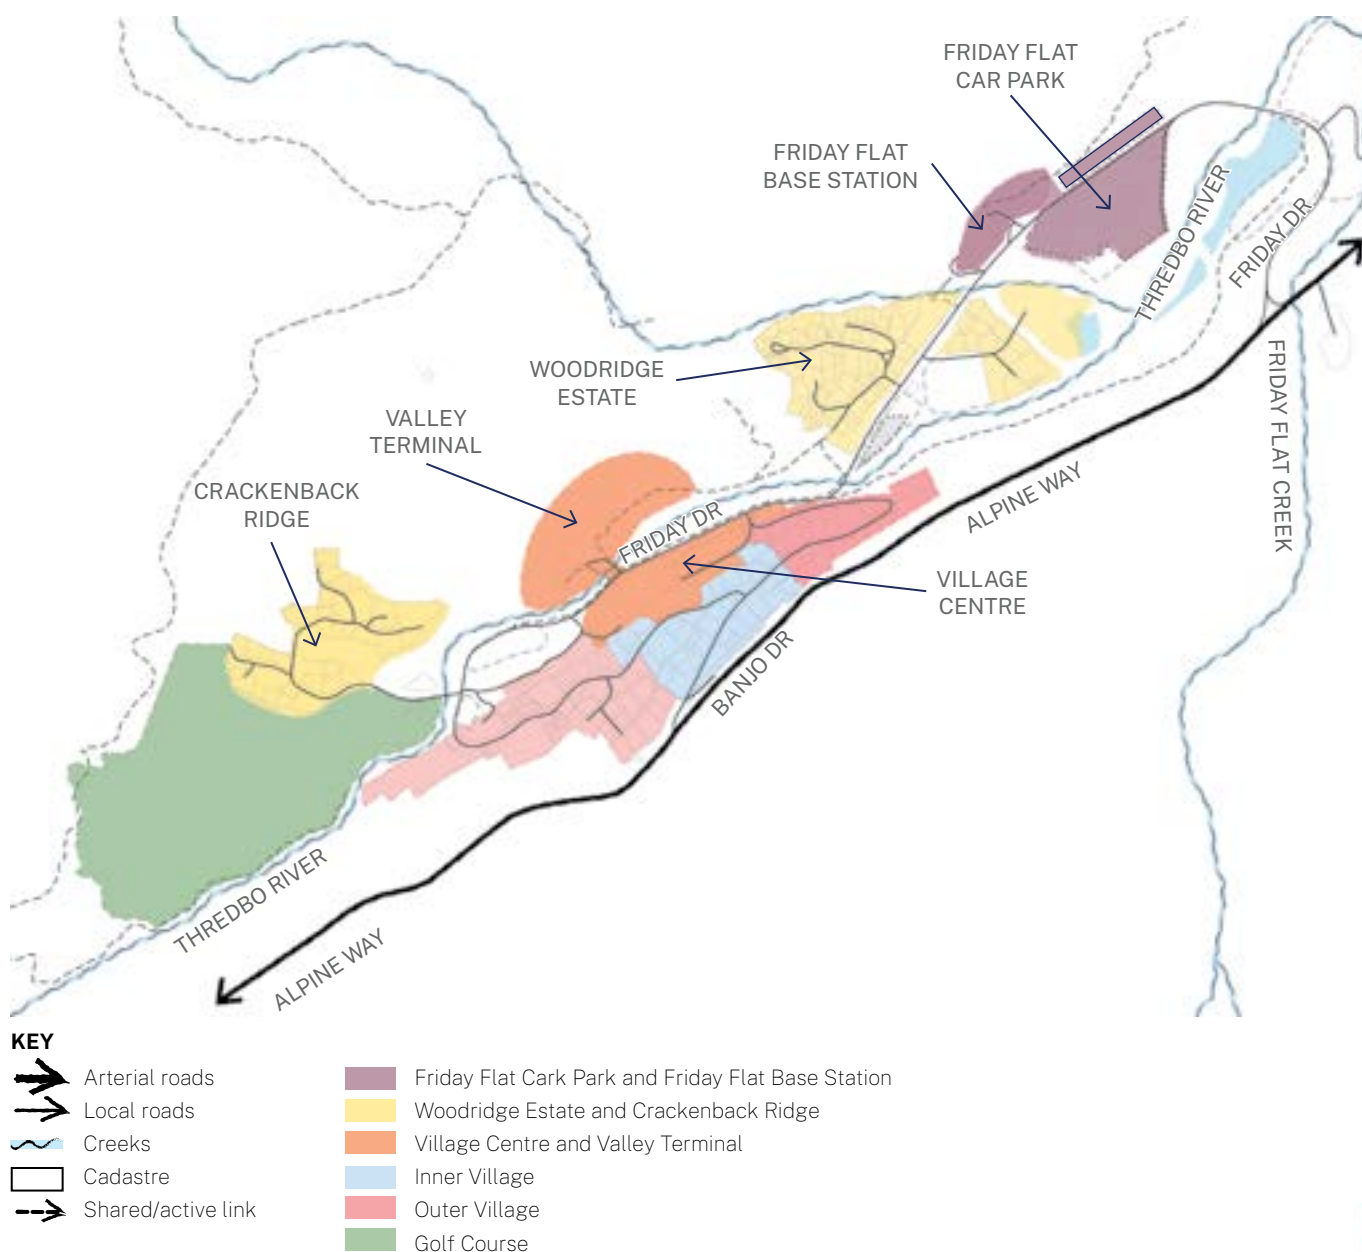 FRIDAY FLAT
CAR PARK
FRIDAY FLAT
BASE STATION
THREDBO RIVER
FRIDAY DR
WOODRIDGE
ESTATE
FRIDAY FLAT CREEK
VALLEY
TERMINAL
CRACKENBACK
RIDGE
ALPINE WAY
FRIDAY DR
VILLAGE
CENTRE
BANJO DR
THREDBO RIVER
ALPINE WAY
KEY
Arterial roads
Local roads
Creeks
Cadastre
Shared/active link
Friday Flat Cark Park and Friday Flat Base Station
Woodridge Estate and Crackenback Ridge
Village Centre and Valley Terminal
Inner Village
Outer Village
Golf Course